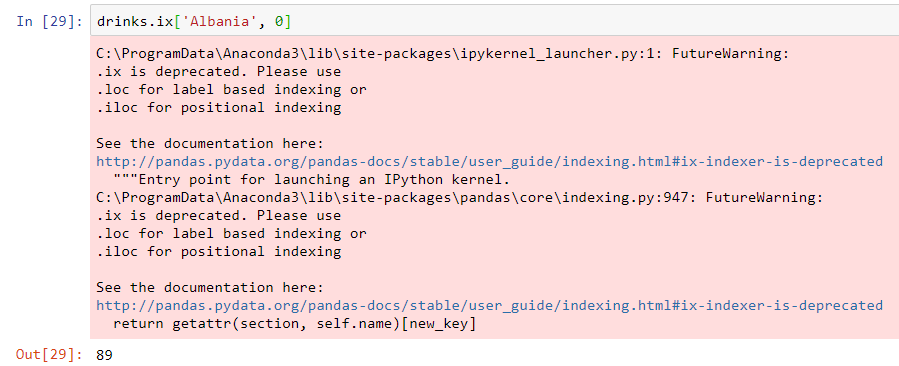 In [29]: drinks.ix['Albania', 0]
C:\ProgramData\Anaconda3\lib\site-packages\ipykernel_launcher.py:1: FutureWarning:
.ix is deprecated. Please use
.loc for label based indexing or
.iloc for positional indexing

See the documentation here:
http://pandas.pydata.org/pandas-docs/stable/user_guide/indexing.html#ix-indexer-is-deprecated
  """Entry point for launching an IPython kernel.
C:\ProgramData\Anaconda3\lib\site-packages\pandas\core\indexing.py:947: FutureWarning:
.ix is deprecated. Please use
.loc for label based indexing or
.iloc for positional indexing

See the documentation here:
http://pandas.pydata.org/pandas-docs/stable/user_guide/indexing.html#ix-indexer-is-deprecated
  return getattr(section, self.name)[new_key]
Out[29]: 89